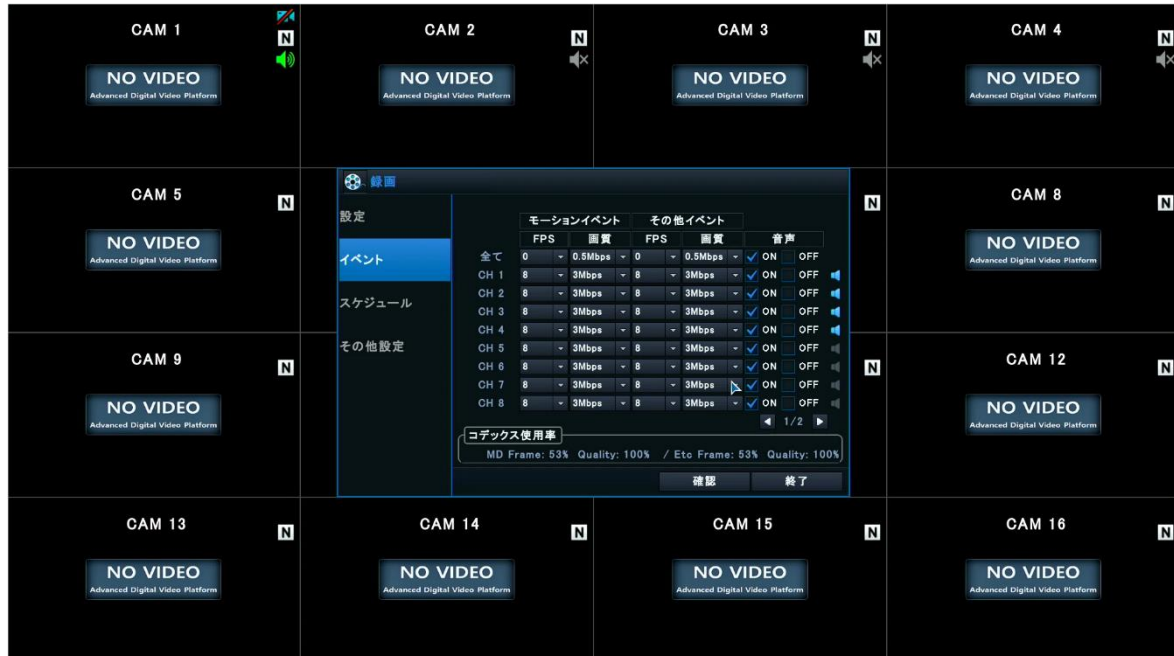 CAM 1
N
NO VIDEO
Advanced Digital Video Platform
CAM 2
N
NO VIDEO
Advanced Digital Video Platform
CAM 3
N
NO VIDEO
Advanced Digital Video Platform
CAM 4
N
NO VIDEO
Advanced Digital Video Platform
CAM 5
N
NO VIDEO
Advanced Digital Video Platform
録画
設定
イベント
スケジュール
その他設定
モーションイベント その他イベント
FPS 画質 FPS 画質 音声
全て 0 0.5Mbps 0 0.5Mbps ON OFF
CH 1 8 3Mbps 8 3Mbps ON OFF
CH 2 8 3Mbps 8 3Mbps ON OFF
CH 3 8 3Mbps 8 3Mbps ON OFF
CH 4 8 3Mbps 8 3Mbps ON OFF
CH 5 8 3Mbps 8 3Mbps ON OFF
CH 6 8 3Mbps 8 3Mbps ON OFF
CH 7 8 3Mbps 8 3Mbps ON OFF
CH 8 8 3Mbps 8 3Mbps ON OFF
1/2
コデックス使用率
MD Frame: 53% Quality: 100% / Etc Frame: 53% Quality: 100%
確認 終了
N
CAM 8
N
NO VIDEO
Advanced Digital Video Platform
CAM 9
N
NO VIDEO
Advanced Digital Video Platform
N
CAM 12
N
NO VIDEO
Advanced Digital Video Platform
CAM 13
N
NO VIDEO
Advanced Digital Video Platform
CAM 14
N
NO VIDEO
Advanced Digital Video Platform
CAM 15
N
NO VIDEO
Advanced Digital Video Platform
CAM 16
N
NO VIDEO
Advanced Digital Video Platform